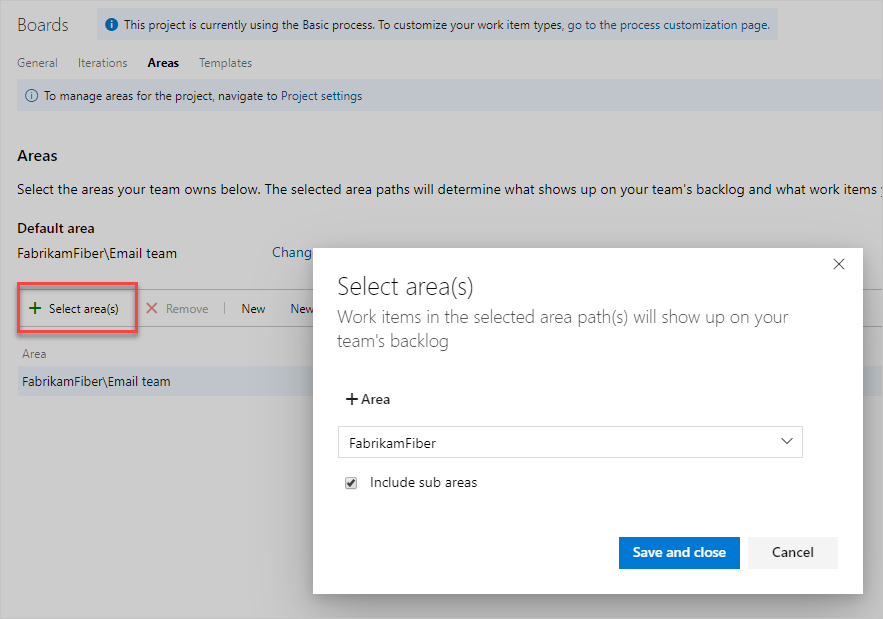 Boards
This project is currently using the Basic process. To customize your work item types, go to the process customization page.
General Iterations Areas Templates
To manage areas for the project, navigate to Project settings
Areas
Select the areas your team owns below. The selected area paths will determine what shows up on your team's backlog and what work items
Default area
FabrikamFiber\Email team Chang
Select area(s) Remove New New
Area
FabrikamFiber\Email team
Select area(s)
Work items in the selected area path(s) will show up on your
team's backlog
+ Area
FabrikamFiber
Include sub areas
Save and close Cancel